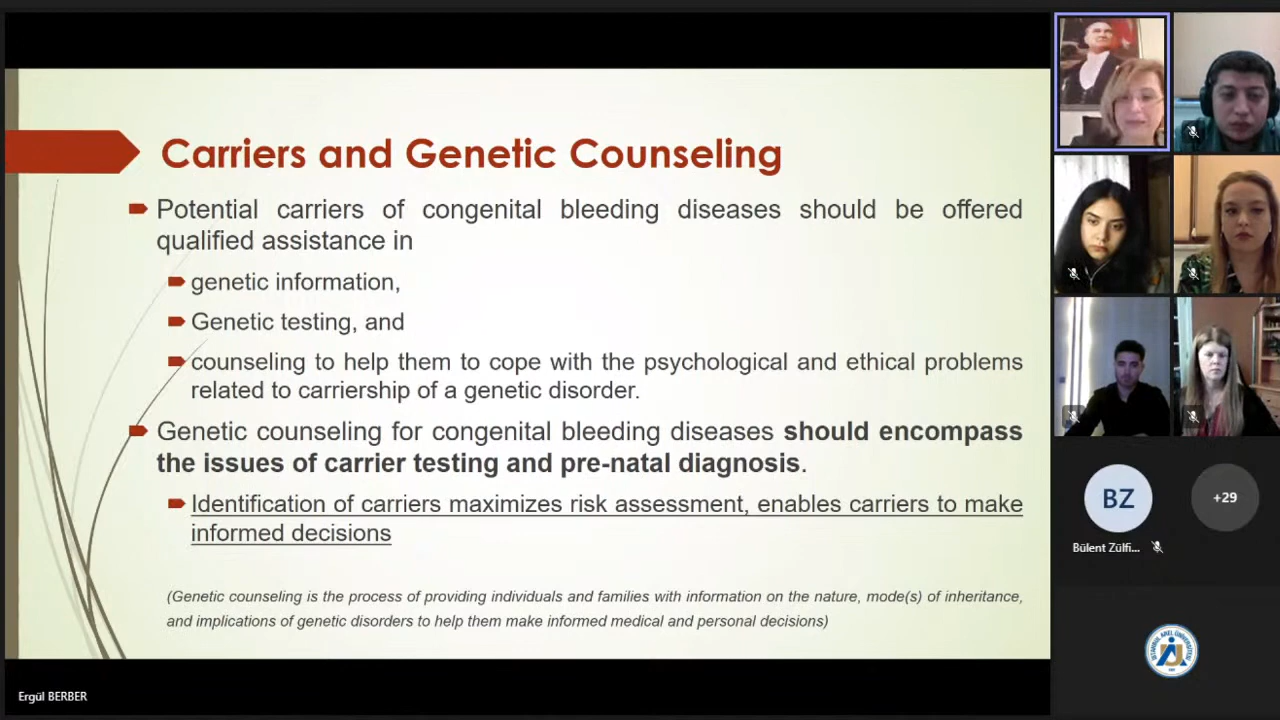 Carriers and Genetic Counseling
Potential carriers of congenital bleeding diseases should be offered
qualified assistance in
genetic information,
Genetic testing, and
counseling to help them to cope with the psychological and ethical problems
related to carriership of a genetic disorder.
Genetic counseling for congenital bleeding diseases should encompass
the issues of carrier testing and pre-natal diagnosis.
Identification of carriers maximizes risk assessment, enables carriers to make
informed decisions
(Genetic counseling is the process of providing individuals and families with information on the nature, mode(s) of inheritance,
and implications of genetic disorders to help them make informed medical and personal decisions)
Ergül BERBER
BZ
+29
Bülent Zülfi...
İSTANBUL AREL ÜNİVERSİTESİ